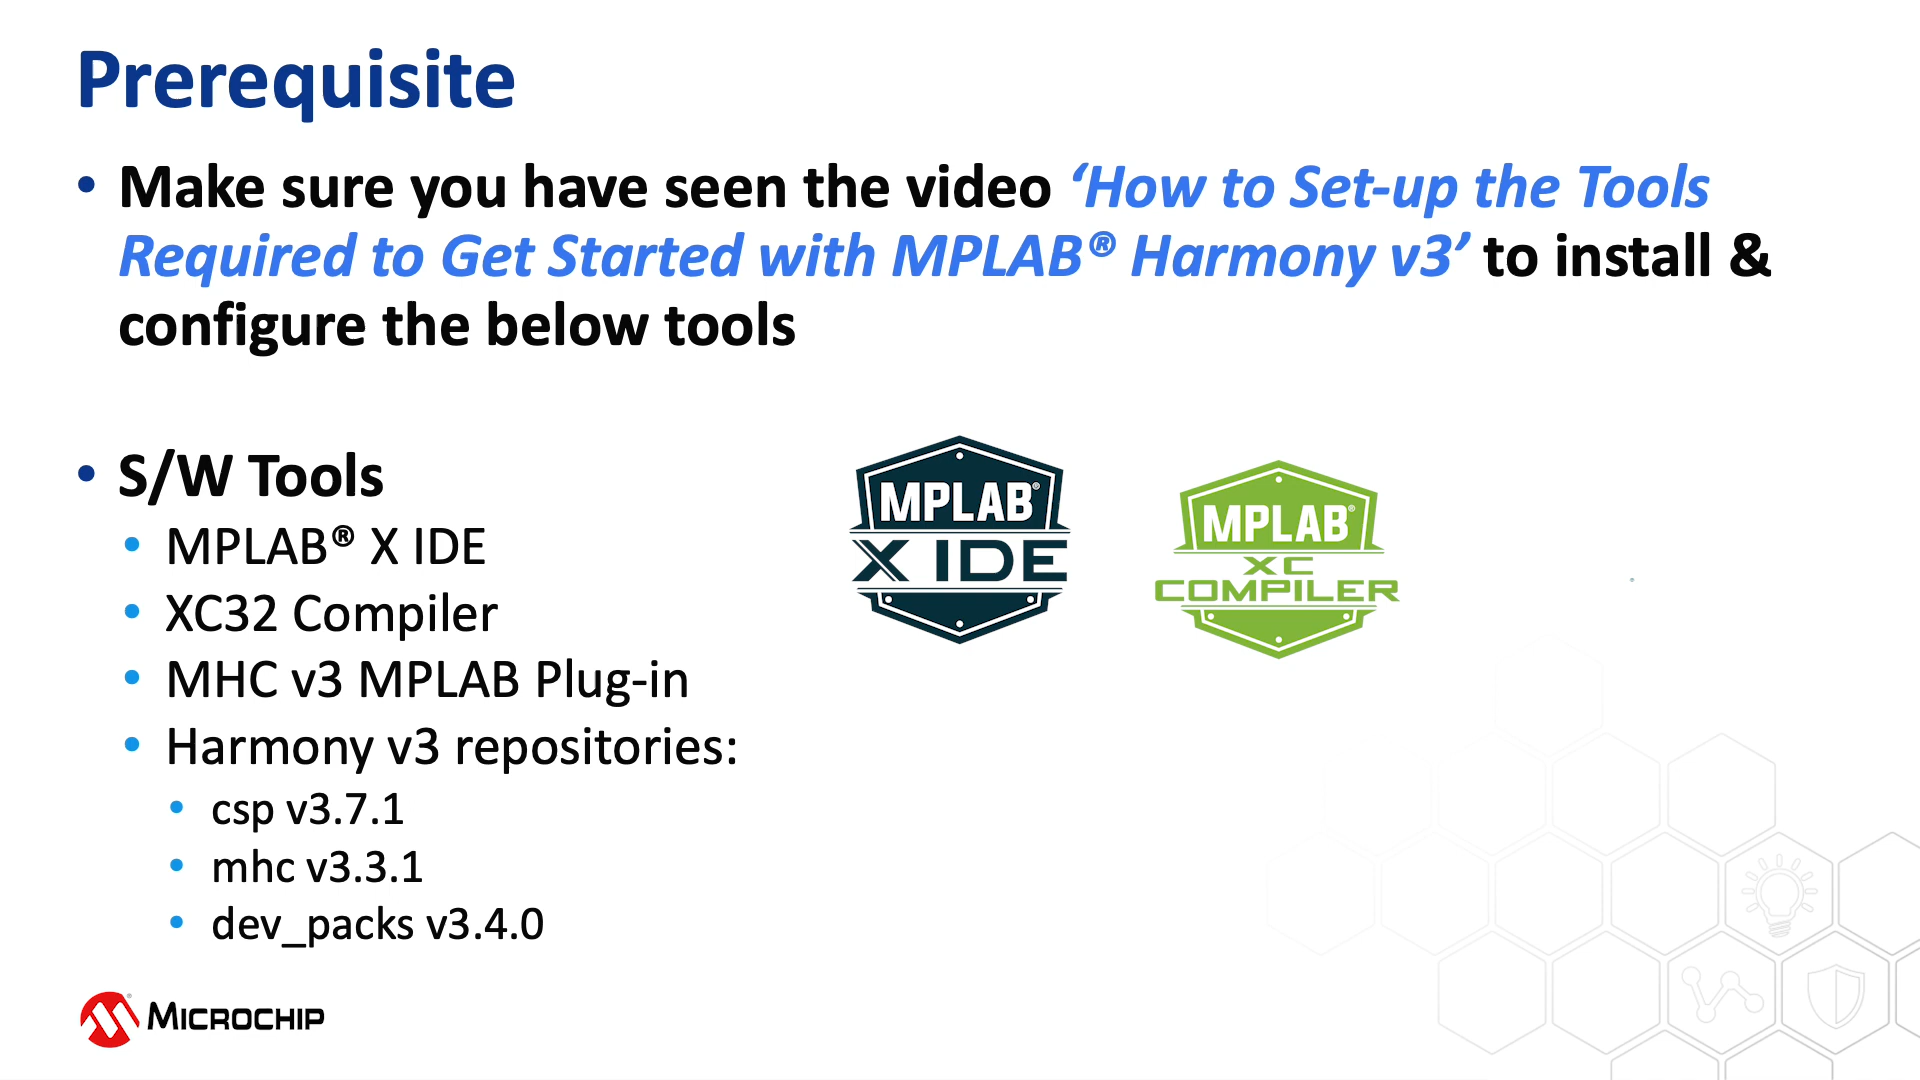 Prerequisite
• Make sure you have seen the video ‘How to Set-up the Tools
Required to Get Started with MPLAB® Harmony v3’ to install &
configure the below tools
• S/W Tools
• MPLAB® X IDE
• XC32 Compiler
• MHC v3 MPLAB Plug-in
• Harmony v3 repositories:
• csp v3.7.1
• mhc v3.3.1
• dev_packs v3.4.0
MPLAB®
X IDE
MPLAB®
XC
COMPILER
MICROCHIP